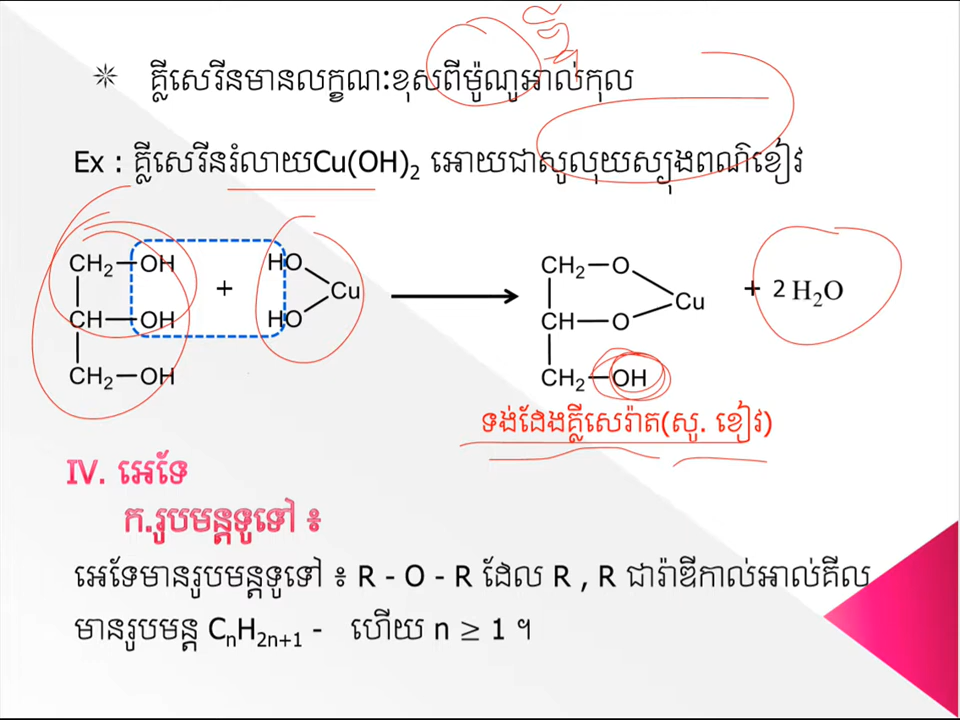 គ្លីសេរីនមានលក្ខណៈខុសពីម៉ូណូអាល់កុល
Ex : គ្លីសេរីនរំលាយCu(OH)₂ អោយជាសូលុយស្យុងពណ៌ខៀវ
CH₂—OH HO CH₂—O
+ Cu Cu + 2 H₂O
CH—OH HO CH—O
CH₂—OH CH₂—OH
ទង់ដែងគ្លីសេរ៉ាត(សូ. ខៀវ)
IV. អេទែ
ក.រូបមន្តទូទៅ ៖
អេទែមានរូបមន្តទូទៅ ៖ R - O - R ដែល R , R ជារ៉ាឌីកាល់អាល់គីល
មានរូបមន្ត CₙH₂ₙ₊₁ - ហើយ n ≥ 1 ។